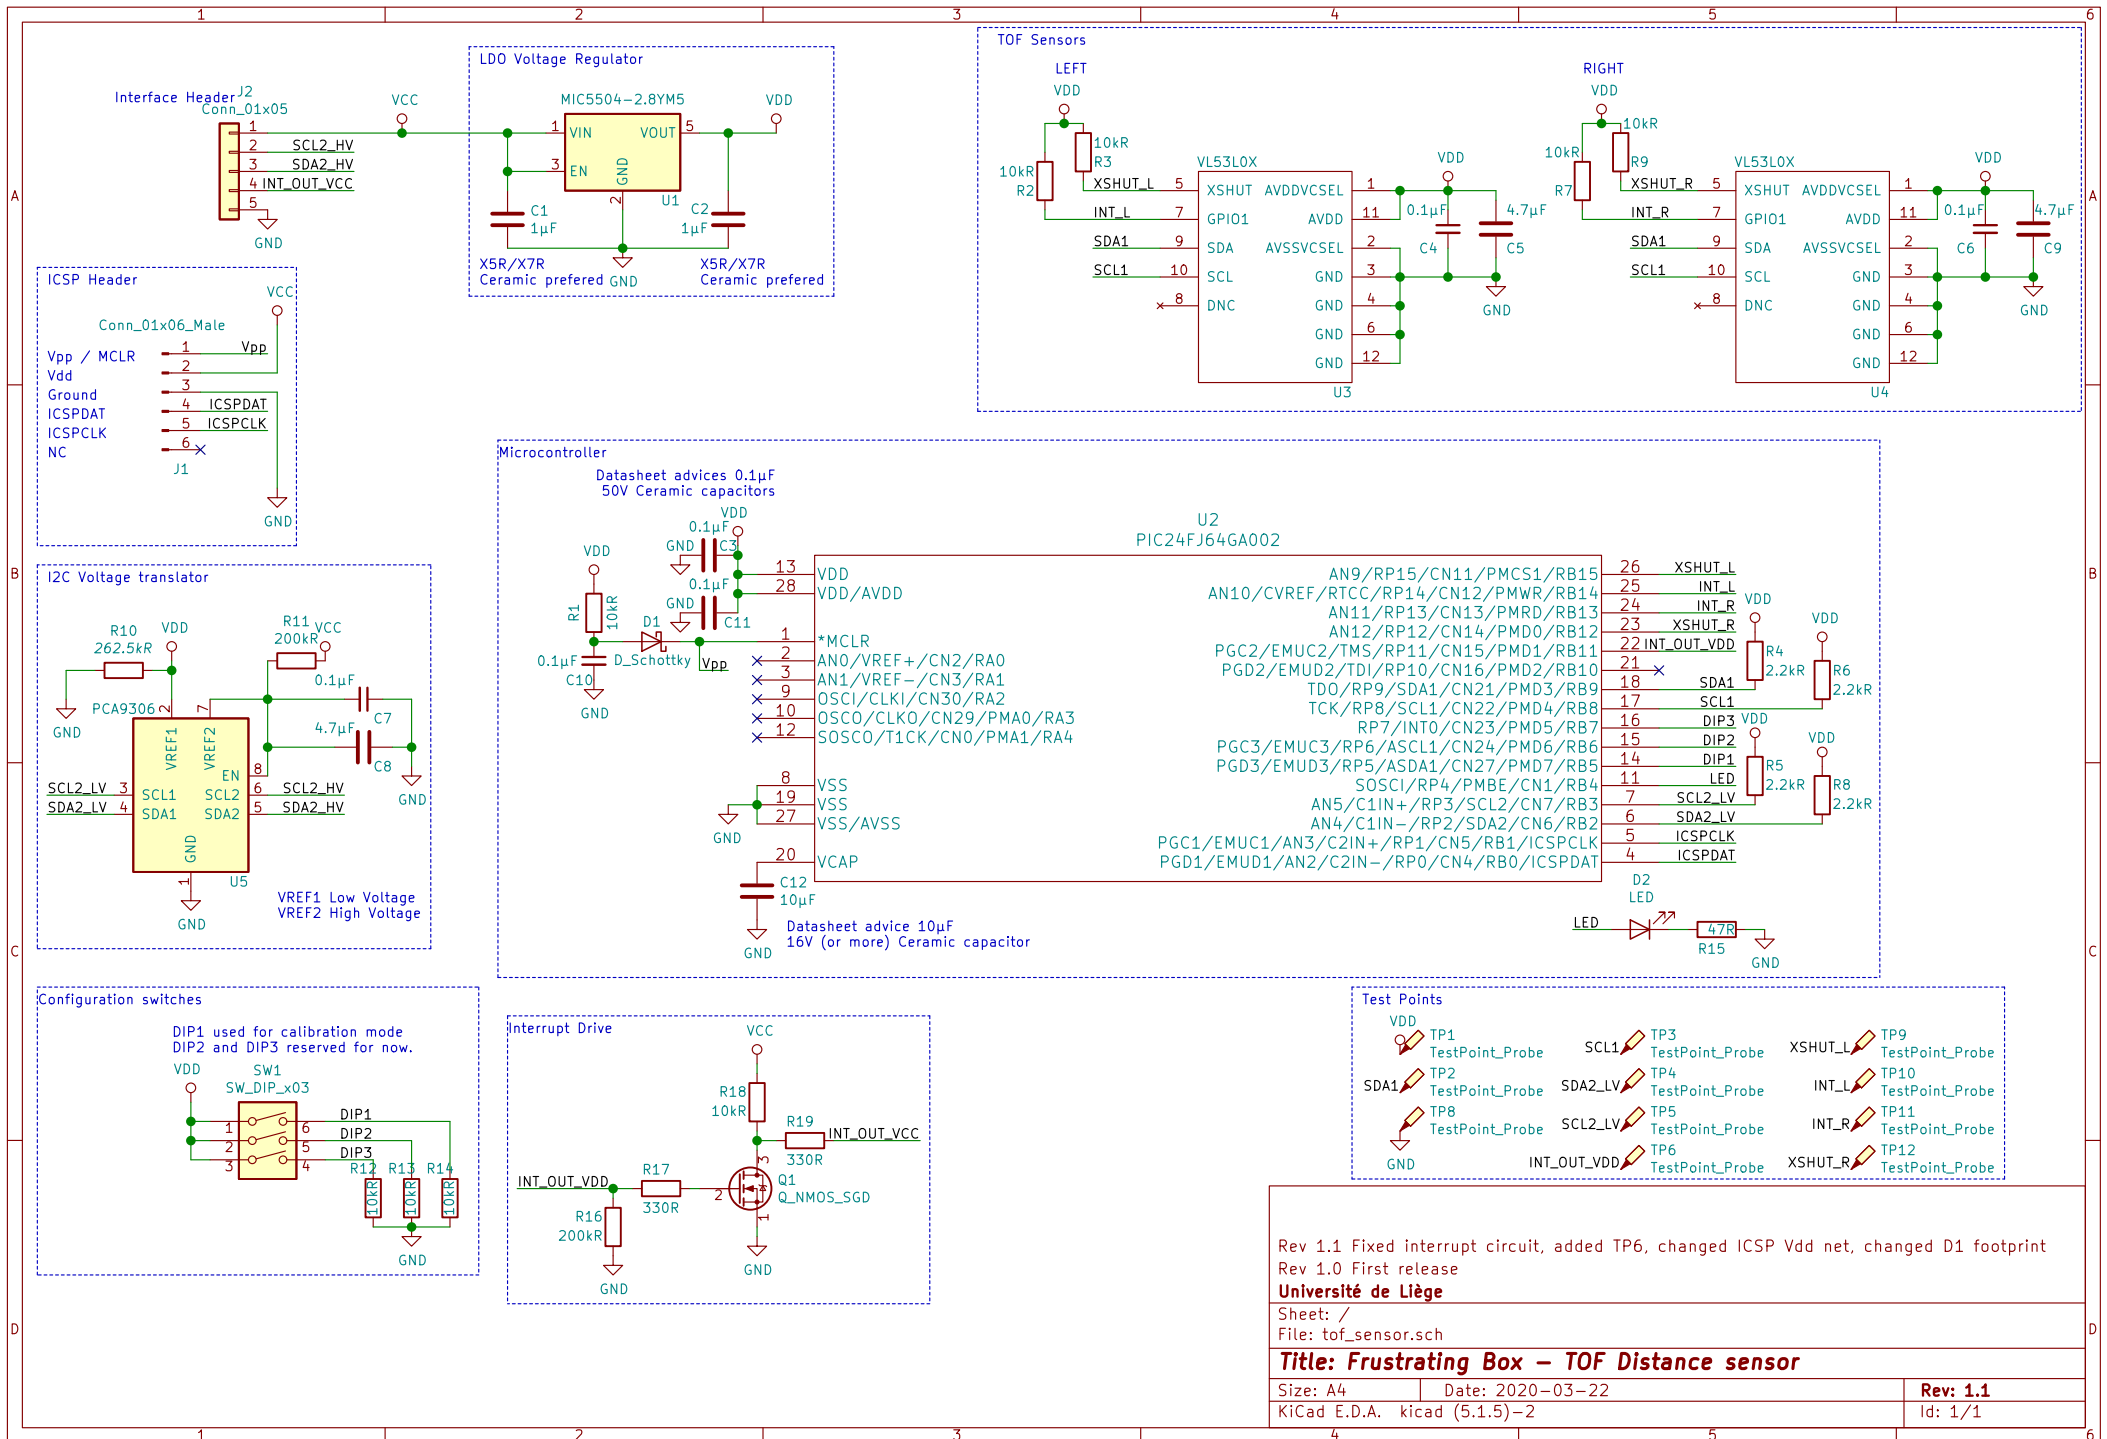 1
2
3
4
5
6
A
B
C
D
Interface Header
J2
Conn_01x05
1
2
3
4
5
SCL2_HV
SDA2_HV
INT_OUT_VCC
GND
VCC
LDO Voltage Regulator
MIC5504-2.8YM5
VDD
1
VIN
VOUT
5
3
EN
GND
2
U1
C1
1µF
C2
1µF
X5R/X7R
Ceramic prefered
GND
X5R/X7R
Ceramic prefered
TOF Sensors
LEFT
VDD
10kR
R3
10kR
R2
VL53L0X
XSHUT_L
5
XSHUT
AVDDVCSEL
1
INT_L
7
GPIO1
AVDD
11
SDA1
9
SDA
AVSSVCSEL
2
SCL1
10
SCL
GND
3
8
DNC
GND
4
GND
6
GND
12
U3
VDD
0.1µF
C4
4.7µF
C5
GND
RIGHT
VDD
10kR
R9
10kR
R7
VL53L0X
XSHUT_R
5
XSHUT
AVDDVCSEL
1
INT_R
7
GPIO1
AVDD
11
SDA1
9
SDA
AVSSVCSEL
2
SCL1
10
SCL
GND
3
8
DNC
GND
4
GND
6
GND
12
U4
VDD
0.1µF
C6
4.7µF
C9
GND
ICSP Header
VCC
Conn_01x06_Male
Vpp / MCLR
1
Vpp
Vdd
2
Ground
3
ICSPDAT
4
ICSPDAT
ICSPCLK
5
ICSPCLK
NC
6
J1
GND
Microcontroller
Datasheet advices 0.1µF
50V Ceramic capacitors
VDD
0.1µF
GND
C3
0.1µF
GND
C11
VDD
R1
10kR
D1
D_Schottky
Vpp
0.1µF
C10
GND
U2
PIC24FJ64GA002
13
VDD
28
VDD/AVDD
1
*MCLR
2
AN0/VREF+/CN2/RA0
3
AN1/VREF-/CN3/RA1
9
OSCI/CLKI/CN30/RA2
10
OSCO/CLKO/CN29/PMA0/RA3
12
SOSCO/T1CK/CN0/PMA1/RA4
8
VSS
19
VSS
27
VSS/AVSS
GND
20
VCAP
C12
10µF
GND
Datasheet advice 10µF
16V (or more) Ceramic capacitor
AN9/RP15/CN11/PMCS1/RB15
26
XSHUT_L
AN10/CVREF/RTCC/RP14/CN12/PMWR/RB14
25
INT_L
AN11/RP13/CN13/PMRD/RB13
24
INT_R
AN12/RP12/CN14/PMD0/RB12
23
XSHUT_R
PGC2/EMUC2/TMS/RP11/CN15/PMD1/RB11
22
INT_OUT_VDD
PGD2/EMUD2/TDI/RP10/CN16/PMD2/RB10
21
TDO/RP9/SDA1/CN21/PMD3/RB9
18
SDA1
TCK/RP8/SCL1/CN22/PMD4/RB8
17
SCL1
RP7/INT0/CN23/PMD5/RB7
16
DIP3
PGC3/EMUC3/RP6/ASCL1/CN24/PMD6/RB6
15
DIP2
PGD3/EMUD3/RP5/ASDA1/CN27/PMD7/RB5
14
DIP1
SOSCI/RP4/PMBE/CN1/RB4
11
LED
AN5/C1IN+/RP3/SCL2/CN7/RB3
7
SCL2_LV
AN4/C1IN-/RP2/SDA2/CN6/RB2
6
SDA2_LV
PGC1/EMUC1/AN3/C2IN+/RP1/CN5/RB1/ICSPCLK
5
ICSPCLK
PGD1/EMUD1/AN2/C2IN-/RP0/CN4/RB0/ICSPDAT
4
ICSPDAT
VDD
R4
2.2kR
VDD
R6
2.2kR
VDD
R5
2.2kR
VDD
R8
2.2kR
D2
LED
LED
47R
R15
GND
I2C Voltage translator
R10
262.5kR
VDD
R11
200kR
VCC
0.1µF
C7
4.7µF
C8
GND
GND
PCA9306
2
7
VREF1
VREF2
EN
8
SCL2_LV
3
SCL1
SCL2
6
SCL2_HV
SDA2_LV
4
SDA1
SDA2
5
SDA2_HV
GND
1
U5
GND
VREF1 Low Voltage
VREF2 High Voltage
Configuration switches
DIP1 used for calibration mode
DIP2 and DIP3 reserved for now.
VDD
SW1
SW_DIP_x03
1
6
DIP1
2
5
DIP2
3
4
DIP3
R12
R13
R14
10kR
10kR
10kR
GND
Interrupt Drive
VCC
R18
10kR
R19
330R
INT_OUT_VCC
INT_OUT_VDD
R17
330R
R16
200kR
GND
3
2
1
Q1
Q_NMOS_SGD
GND
Test Points
VDD
TP1
TestPoint_Probe
SDA1
TP2
TestPoint_Probe
TP8
TestPoint_Probe
GND
SCL1
TP3
TestPoint_Probe
SDA2_LV
TP4
TestPoint_Probe
SCL2_LV
TP5
TestPoint_Probe
INT_OUT_VDD
TP6
TestPoint_Probe
XSHUT_L
TP9
TestPoint_Probe
INT_L
TP10
TestPoint_Probe
INT_R
TP11
TestPoint_Probe
XSHUT_R
TP12
TestPoint_Probe
Rev 1.1 Fixed interrupt circuit, added TP6, changed ICSP Vdd net, changed D1 footprint
Rev 1.0 First release
Université de Liège
Sheet: /
File: tof_sensor.sch
Title: Frustrating Box - TOF Distance sensor
Size: A4
Date: 2020-03-22
Rev: 1.1
KiCad E.D.A.  kicad (5.1.5)-2
Id: 1/1
A
B
C
D
1
2
3
4
5
6